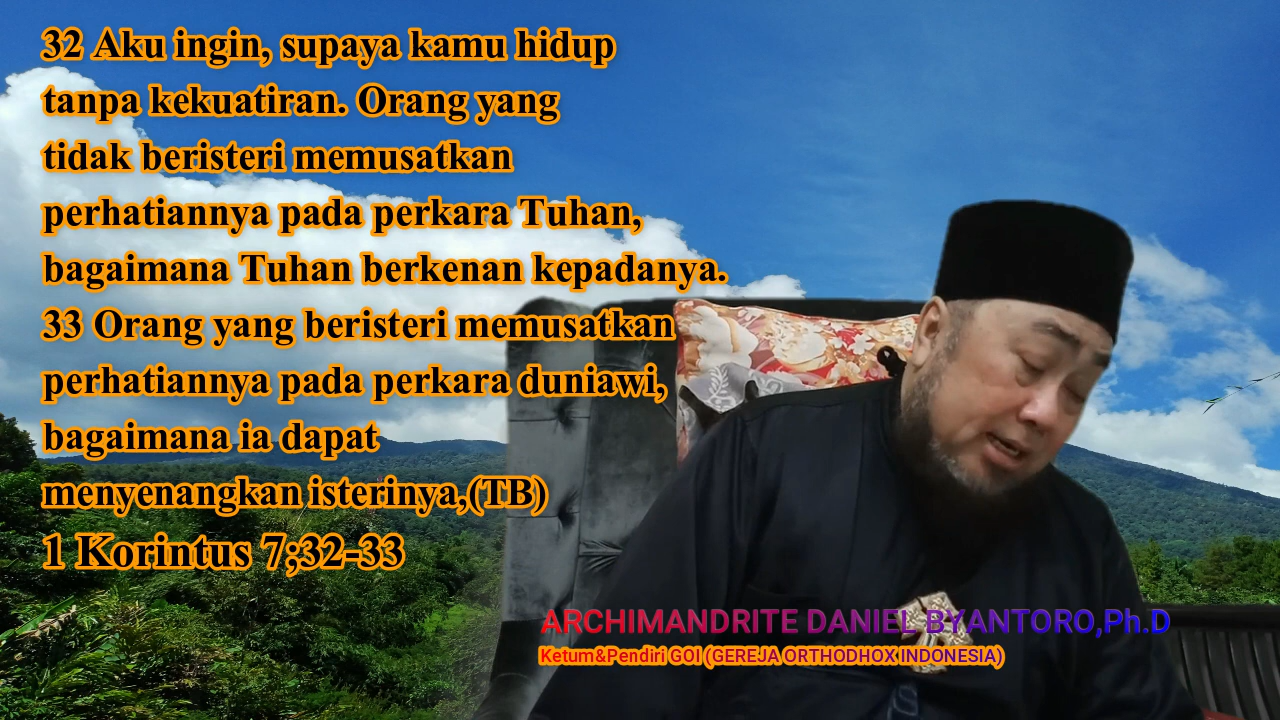 32 Aku ingin, supaya kamu hidup
tanpa kekuatiran. Orang yang
tidak beristeri memusatkan
perhatiannya pada perkara Tuhan,
bagaimana Tuhan berkenan kepadanya.
33 Orang yang beristeri memusatkan
perhatiannya pada perkara duniawi,
bagaimana ia dapat
menyenangkan isterinya,(TB)
1 Korintus 7;32-33
ARCHIMANDRITE DANIEL BYANTORO,Ph.D
Ketum&Pendiri GOI (GEREJA ORTHODHOX INDONESIA)